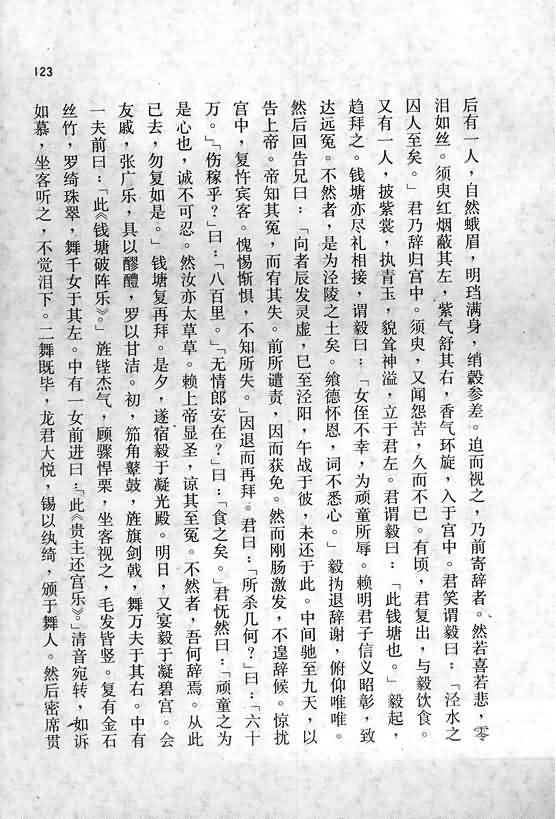 123
后有一人，自然蛾眉，明珰满身，绡縠参差。迫而视之，乃前寄辞者。然若喜若悲，零
泪如丝。须臾红烟蔽其左，紫气舒其右，香气环旋，入于宫中。君笑谓毅曰：「泾水之
囚人至矣。」君乃辞归宫中。须臾，又闻怨苦，久而不已。有顷，君复出，与毅饮食。
又有一人，披紫裳，执青玉，貌耸神溢，立于君左。君谓毅曰：「此钱塘也。」毅起，
趋拜之。钱塘亦尽礼相接，谓毅曰：「女侄不幸，为顽童所辱。赖明君子信义昭彰，致
达远冤。不然者，是为泾陵之土矣。飨德怀恩，词不悉心。」毅㧑退辞谢，俯仰唯唯。
然后回告兄曰：「向者辰发灵虚，巳至泾阳，午战于彼，未还于此。中间驰至九天，以
告上帝。帝知其冤，而宥其失。前所谴责，因而获免。然而刚肠激发，不遑辞候。惊扰
宫中，复忤宾客。愧惕惭惧，不知所失。」因退而再拜。君曰：「所杀几何？」曰：「六十
万。」「伤稼乎？」曰：「八百里。」「无情郎安在？」曰：「食之矣。」君怃然曰：「顽童之为
是心也，诚不可忍。然汝亦太草草。赖上帝显圣，谅其至冤。不然者，吾何辞焉。从此
已去，勿复如是。」钱塘复再拜。是夕，遂宿毅于凝光殿。明日，又宴毅于凝碧宫。会
友戚，张广乐，具以醪醴，罗以甘洁。初，笳角鼙鼓，旌旗剑戟，舞万夫于其右。中有
一夫前曰：「此《钱塘破阵乐》。」旌铓杰气，顾骤悍栗，坐客视之，毛发皆竖。复有金石
丝竹，罗绮珠翠，舞千女于其左。中有一女前进曰：「此《贵主还宫乐》。」清音宛转，如诉
如慕，坐客听之，不觉泪下。二舞既毕，龙君大悦，锡以纨绮，颁于舞人。然后密席贯